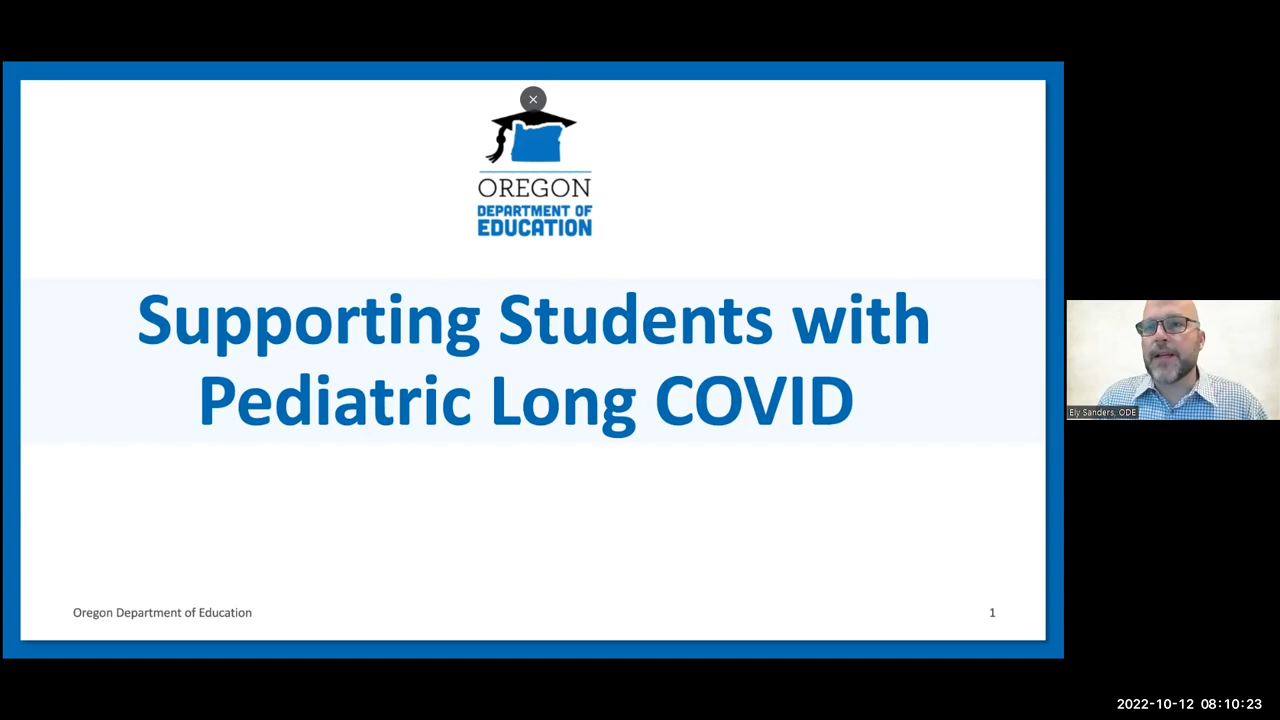 OREGON
DEPARTMENT OF
EDUCATION
Supporting Students with
Pediatric Long COVID
Oregon Department of Education
1
Ely Sanders, ODE
2022-10-12 08:10:23